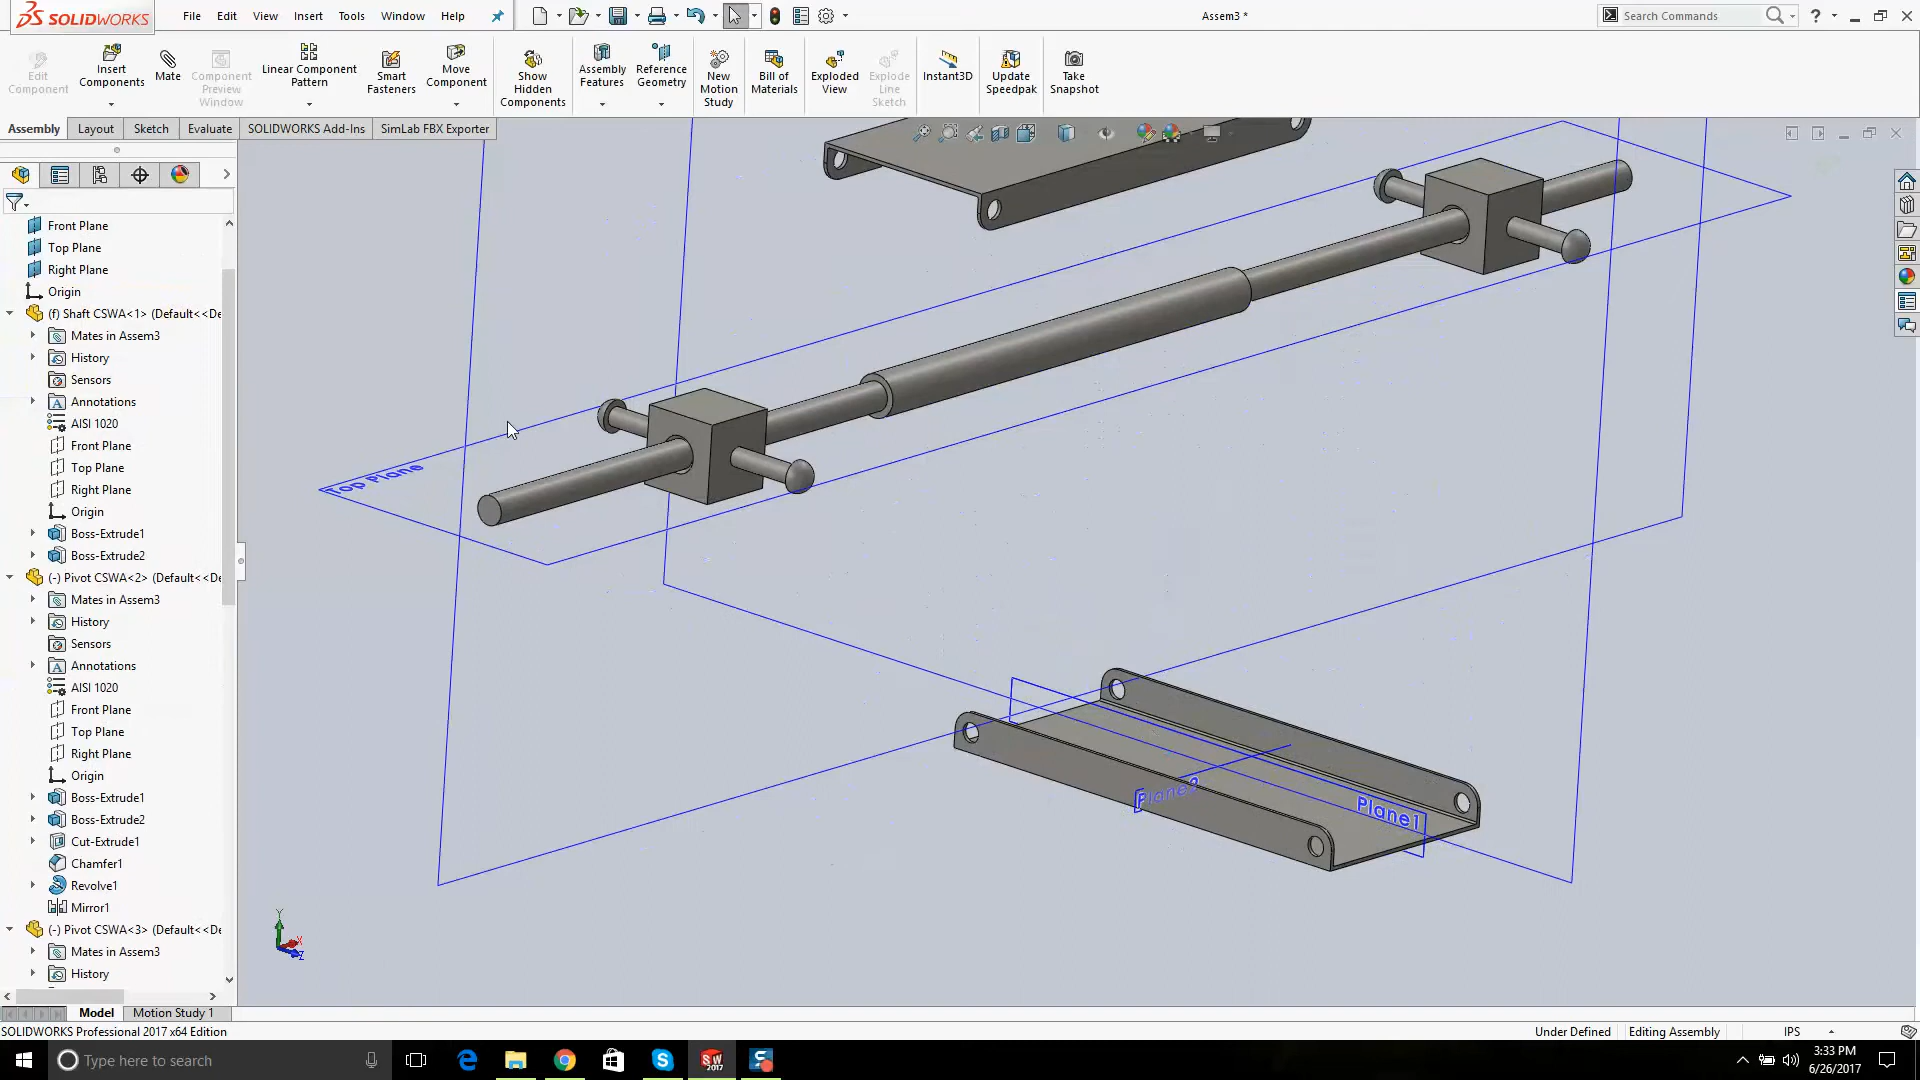 SOLIDWORKS
File
Edit
View
Insert
Tools
Window
Help
Assem3 *
Search Commands
Edit
Component
Insert
Components
Mate
Component
Preview
Window
Linear Component
Pattern
Smart
Fasteners
Move
Component
Show
Hidden
Components
Assembly
Features
Reference
Geometry
New
Motion
Study
Bill of
Materials
Exploded
View
Explode
Line
Sketch
Instant3D
Update
Speedpak
Take
Snapshot
Assembly
Layout
Sketch
Evaluate
SOLIDWORKS Add-Ins
SimLab FBX Exporter
Front Plane
Top Plane
Right Plane
Origin
(f) Shaft CSWA<1> (Default<<De
Mates in Assem3
History
Sensors
Annotations
AISI 1020
Front Plane
Top Plane
Right Plane
Origin
Boss-Extrude1
Boss-Extrude2
(-) Pivot CSWA<2> (Default<<De
Mates in Assem3
History
Sensors
Annotations
AISI 1020
Front Plane
Top Plane
Right Plane
Origin
Boss-Extrude1
Boss-Extrude2
Cut-Extrude1
Chamfer1
Revolve1
Mirror1
(-) Pivot CSWA<3> (Default<<De
Mates in Assem3
History
Top Plane
Plane1
Y
X
Z
Model
Motion Study 1
SOLIDWORKS Professional 2017 x64 Edition
Under Defined
Editing Assembly
IPS
Type here to search
3:33 PM
6/26/2017